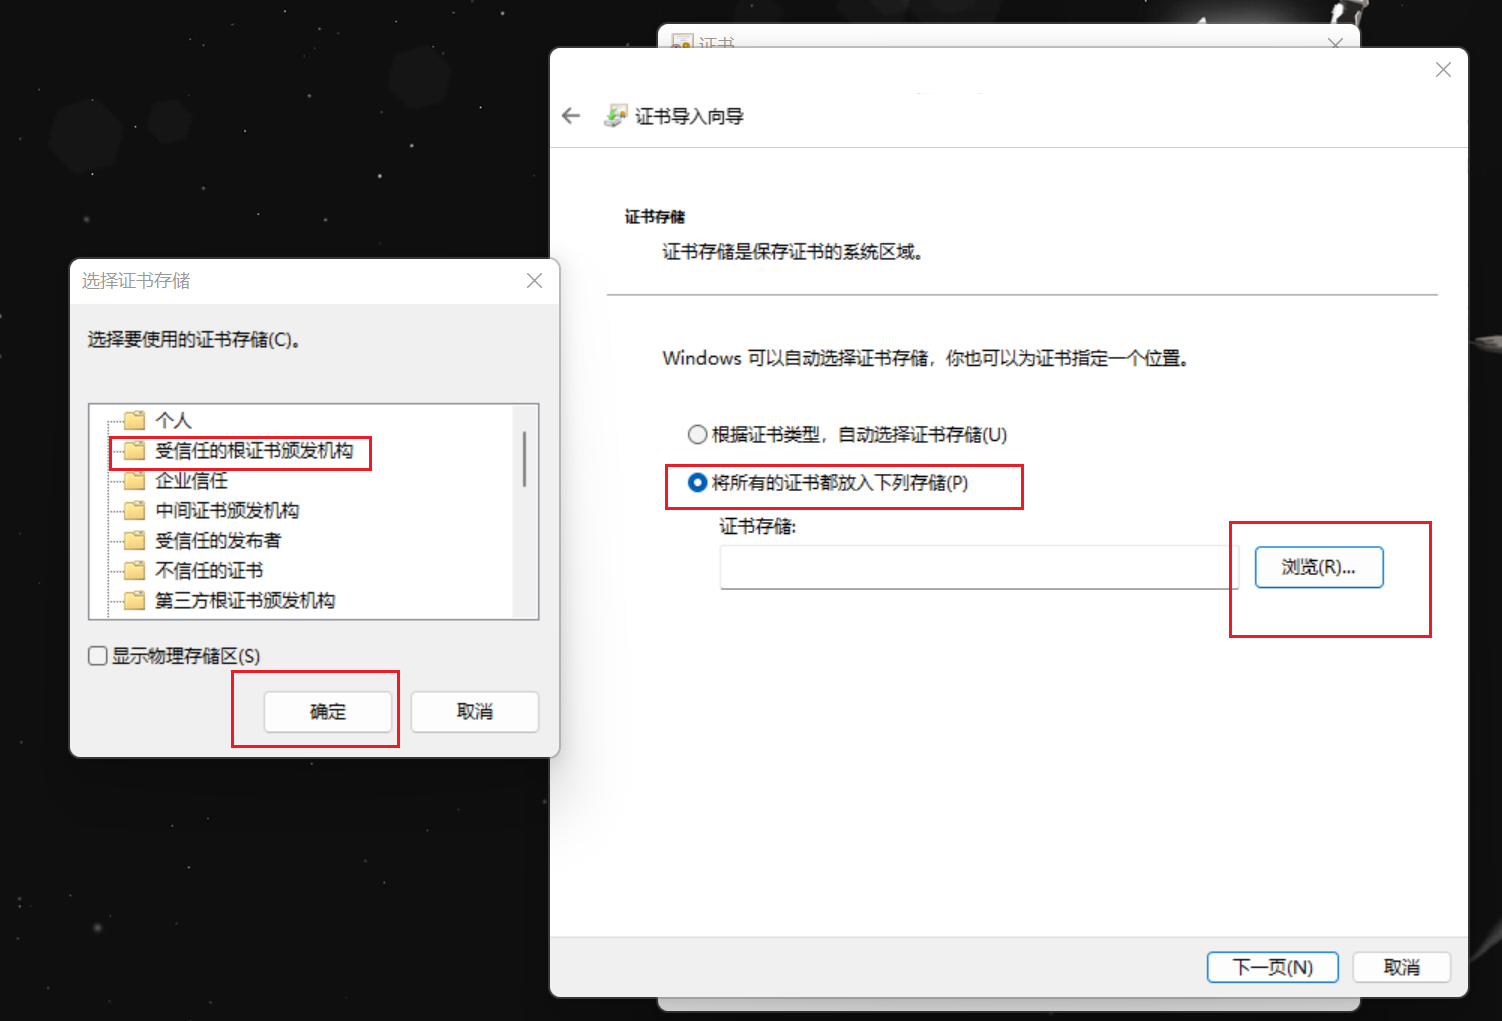 证书
证书导入向导
证书存储
证书存储是保存证书的系统区域。
Windows 可以自动选择证书存储，你也可以为证书指定一个位置。
根据证书类型，自动选择证书存储(U)
将所有的证书都放入下列存储(P)
证书存储:
浏览(R)...
下一页(N)
取消
选择证书存储
选择要使用的证书存储(C)。
个人
受信任的根证书颁发机构
企业信任
中间证书颁发机构
受信任的发布者
不信任的证书
第三方根证书颁发机构
显示物理存储区(S)
确定
取消